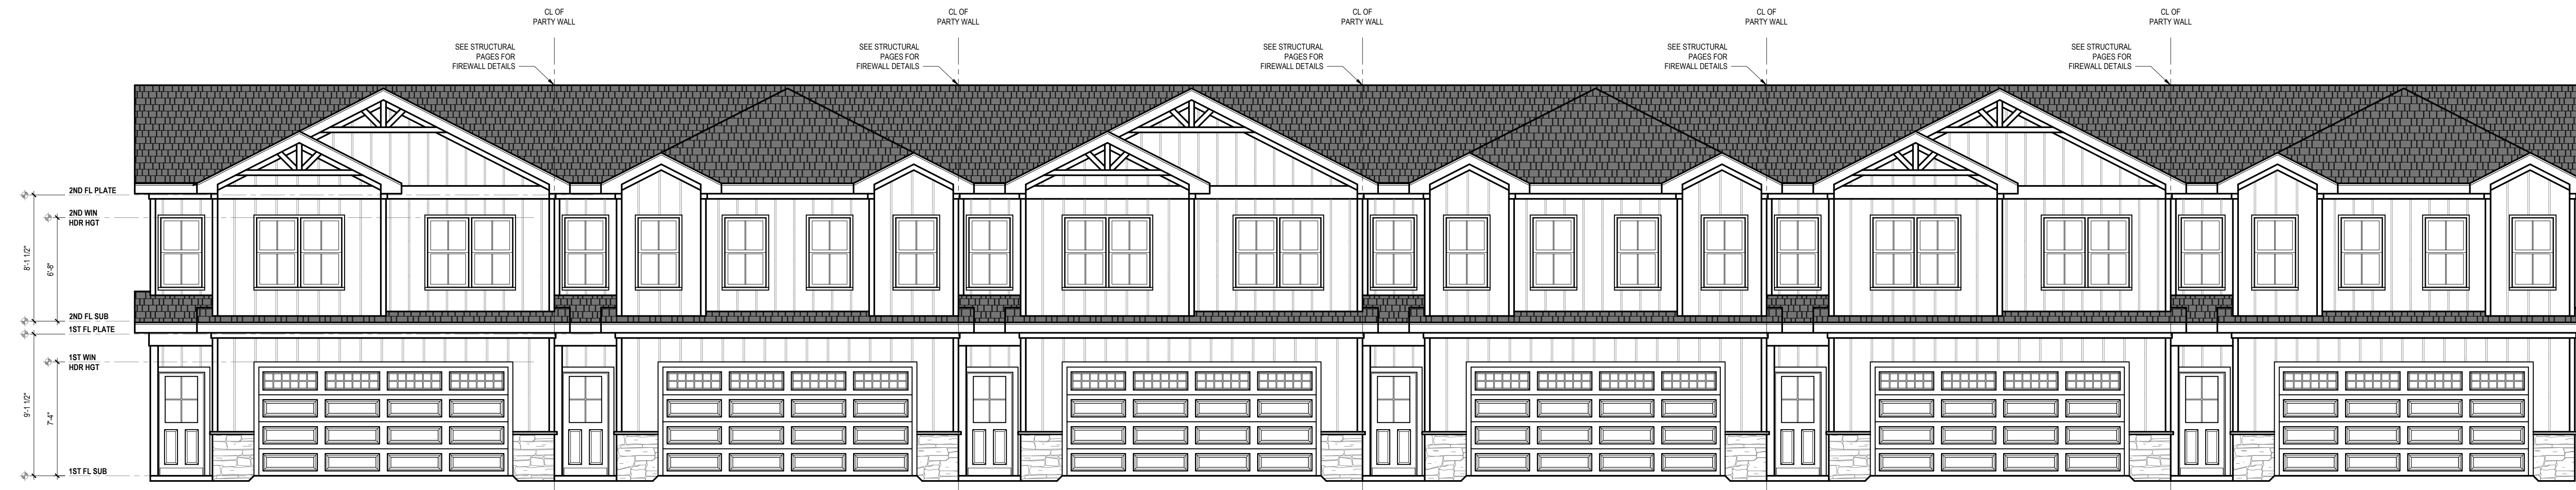 CL OF
PARTY WALL
CL OF
PARTY WALL
CL OF
PARTY WALL
CL OF
PARTY WALL
CL OF
PARTY WALL
SEE STRUCTURAL
PAGES FOR
FIREWALL DETAILS
SEE STRUCTURAL
PAGES FOR
FIREWALL DETAILS
SEE STRUCTURAL
PAGES FOR
FIREWALL DETAILS
SEE STRUCTURAL
PAGES FOR
FIREWALL DETAILS
SEE STRUCTURAL
PAGES FOR
FIREWALL DETAILS
2ND FL PLATE
2ND WIN
HDR HGT
8'-1 1/2"
6'-8"
2ND FL SUB
1ST FL PLATE
1ST WIN
HDR HGT
9'-1 1/2"
7'-4"
1ST FL SUB